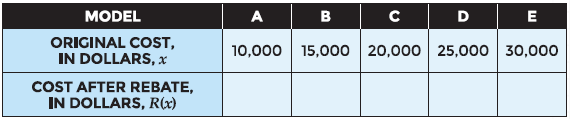 MODEL A B C D E
ORIGINAL COST,
IN DOLLARS, x 10,000 15,000 20,000 25,000 30,000
COST AFTER REBATE,
IN DOLLARS, R(x)